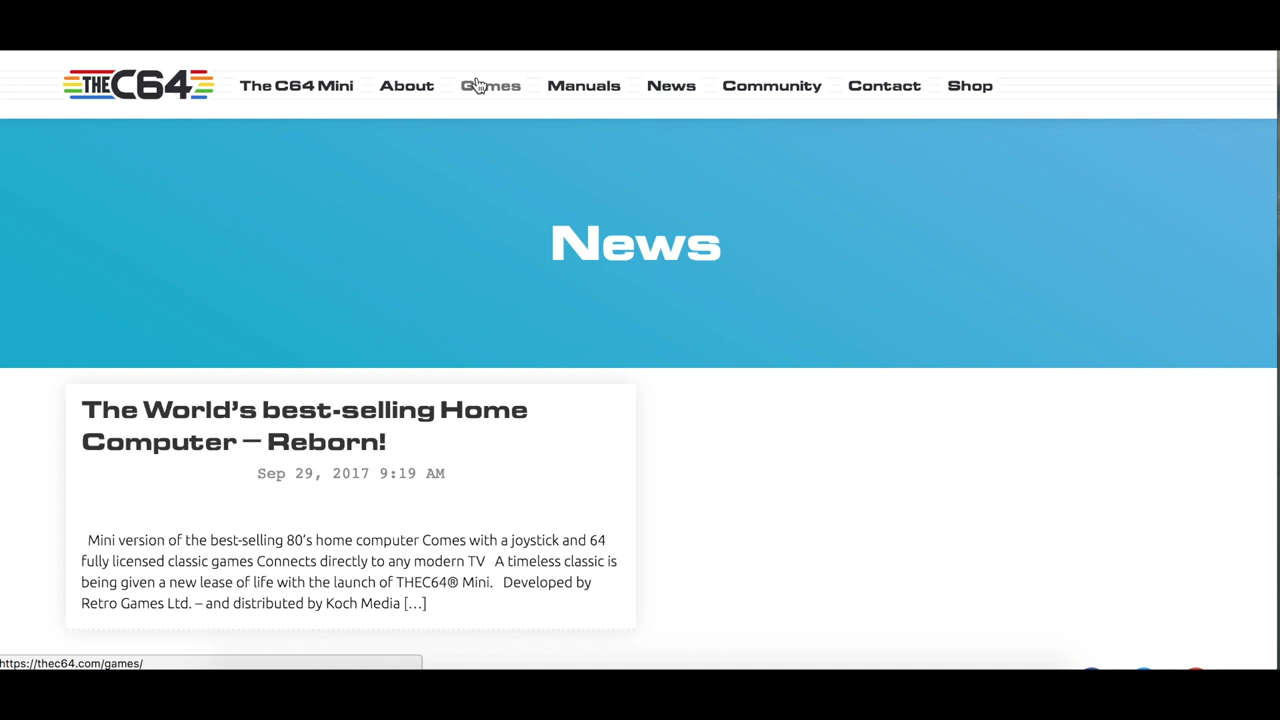 THEC64 The C64 Mini About Games Manuals News Community Contact Shop
News
The World's best-selling Home
Computer – Reborn!
Sep 29, 2017 9:19 AM
Mini version of the best-selling 80's home computer Comes with a joystick and 64
fully licensed classic games Connects directly to any modern TV A timeless classic is
being given a new lease of life with the launch of THEC64® Mini. Developed by
Retro Games Ltd. – and distributed by Koch Media [...]
https://thec64.com/games/